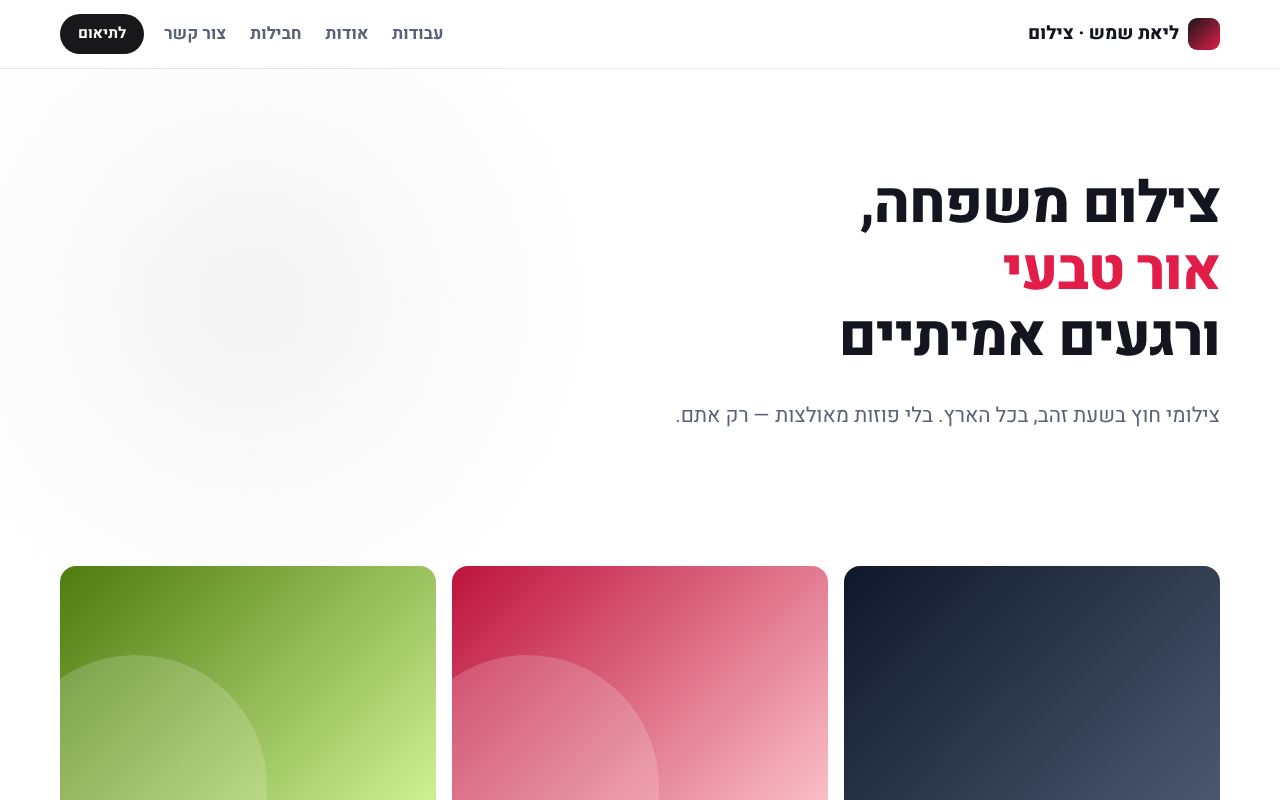 ליאת שמש · צילום
עבודות
אודות
חבילות
צור קשר
לתיאום
צילום משפחה,
אור טבעי
ורגעים אמיתיים
צילומי חוץ בשעת זהב, בכל הארץ. בלי פוזות מאולצות — רק אתם.